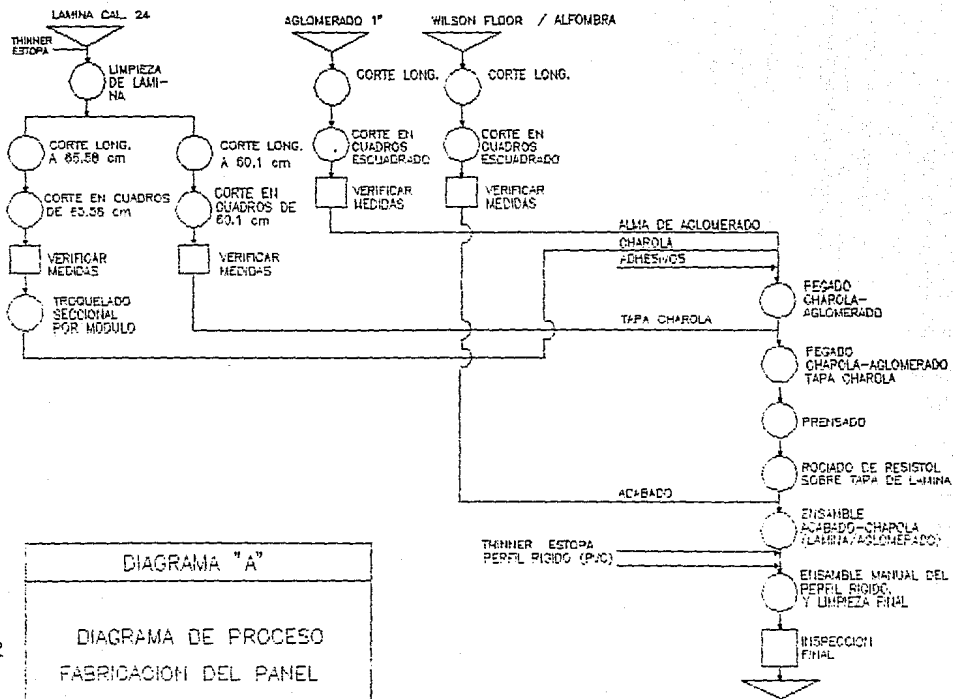 LAMINA CAL. 24
THINNER
ESTOPA
LIMPIEZA
DE LAMI-
NA
CORTE LONG.
A 65.58 cm
CORTE EN CUADROS
DE 65.58 cm
VERIFICAR
MEDIDAS
TROQUELADO
SECCIONAL
POR MODULO
CORTE LONG.
A 60.1 cm
CORTE EN
CUADROS DE
60.1 cm
VERIFICAR
MEDIDAS
AGLOMERADO 1"
CORTE LONG.
CORTE EN
CUADROS
ESCUADRADO
VERIFICAR
MEDIDAS
WILSON FLOOR / ALFOMBRA
CORTE LONG.
CORTE EN
CUADROS
ESCUADRADO
VERIFICAR
MEDIDAS
ALMA DE AGLOMERADO
CHAROLA
ADHESIVOS
PEGADO
CHAROLA-
AGLOMERADO
TAPA CHAROLA
PEGADO
CHAROLA-AGLOMERADO
TAPA CHAROLA
PRENSADO
ROCIADO DE RESISTOL
SOBRE TAPA DE LAMINA
ACABADO
ENSAMBLE
ACABADO-CHAROLA
(LAMINA/AGLOMERADO)
THINNER ESTOPA
PERFIL RIGIDO (PVC)
ENSAMBLE MANUAL DEL
PERFIL RIGIDO,
Y LIMPIEZA FINAL
INSPECCION
FINAL
DIAGRAMA "A"
DIAGRAMA DE PROCESO
FABRICACION DEL PANEL